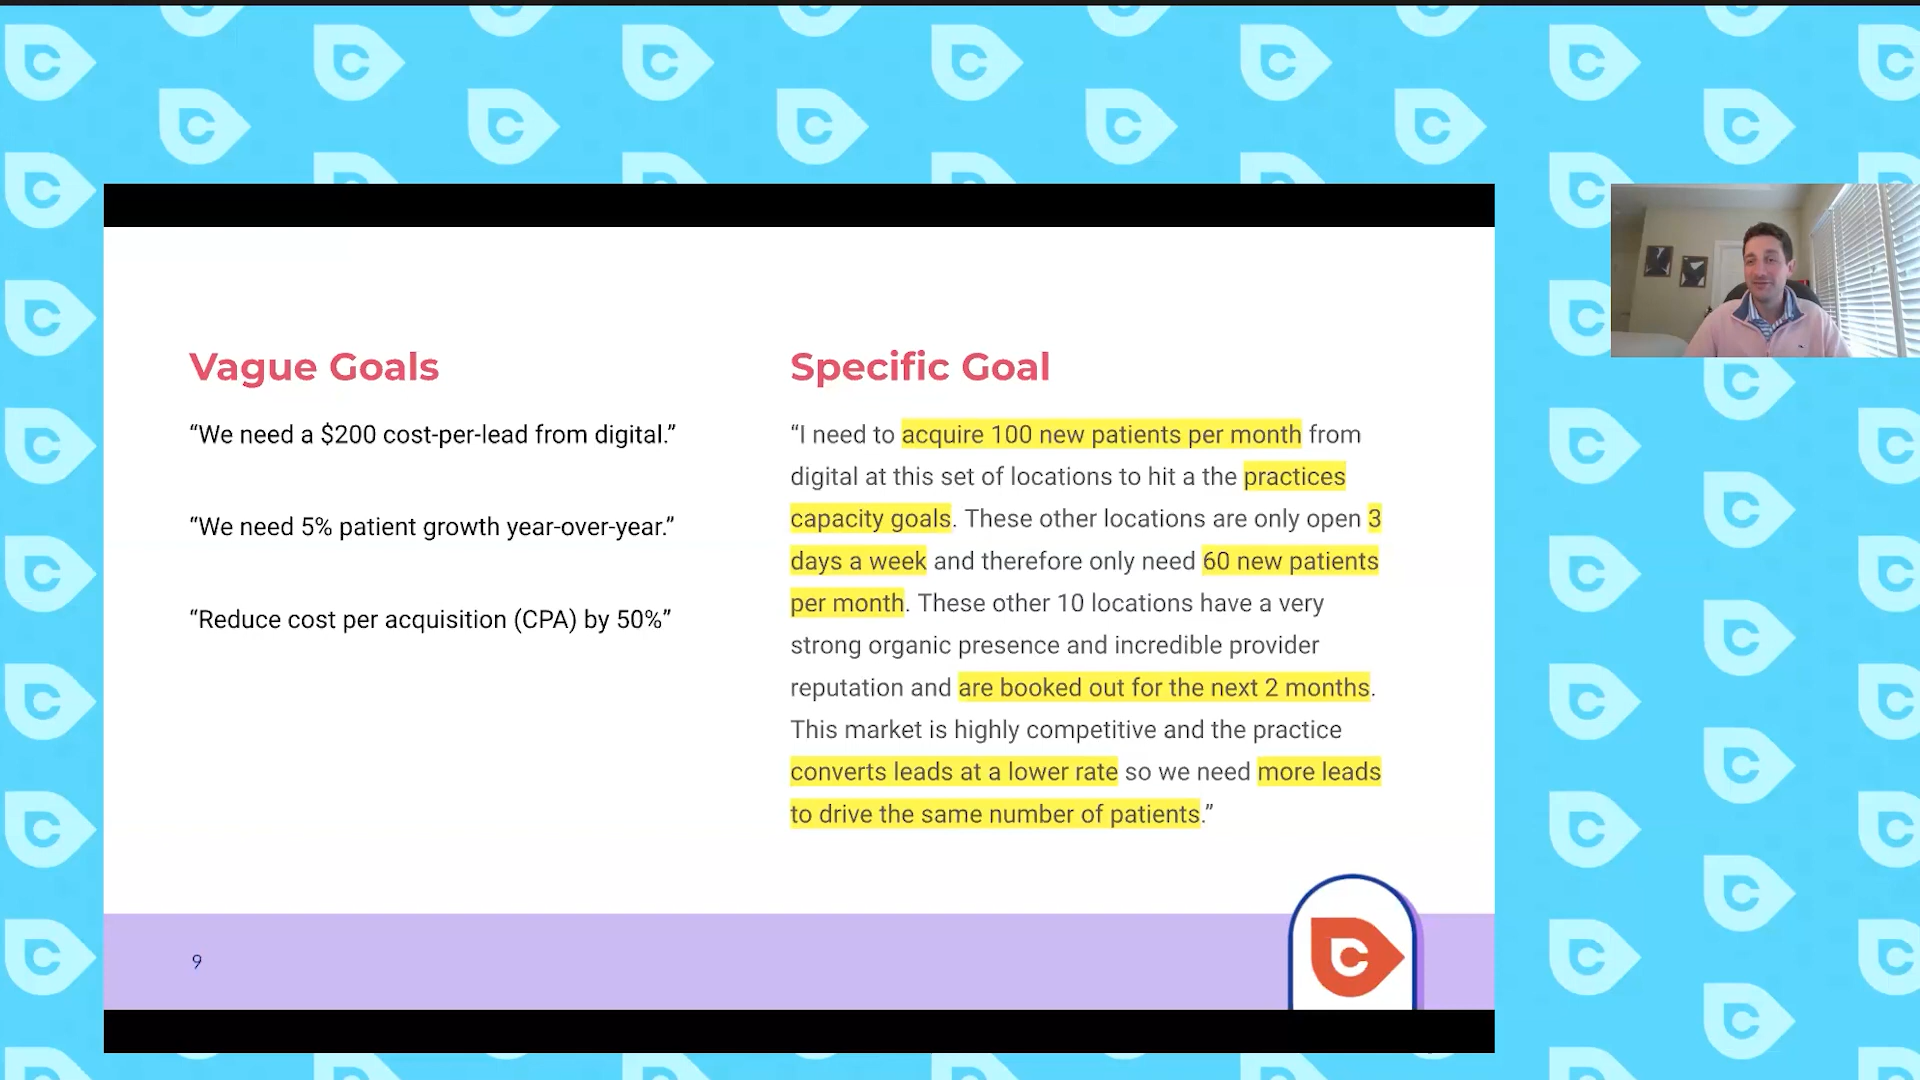 Vague Goals
“We need a $200 cost-per-lead from digital.”
“We need 5% patient growth year-over-year.”
“Reduce cost per acquisition (CPA) by 50%”
Specific Goal
“I need to acquire 100 new patients per month from
digital at this set of locations to hit a the practices
capacity goals. These other locations are only open 3
days a week and therefore only need 60 new patients
per month. These other 10 locations have a very
strong organic presence and incredible provider
reputation and are booked out for the next 2 months.
This market is highly competitive and the practice
converts leads at a lower rate so we need more leads
to drive the same number of patients.”
9